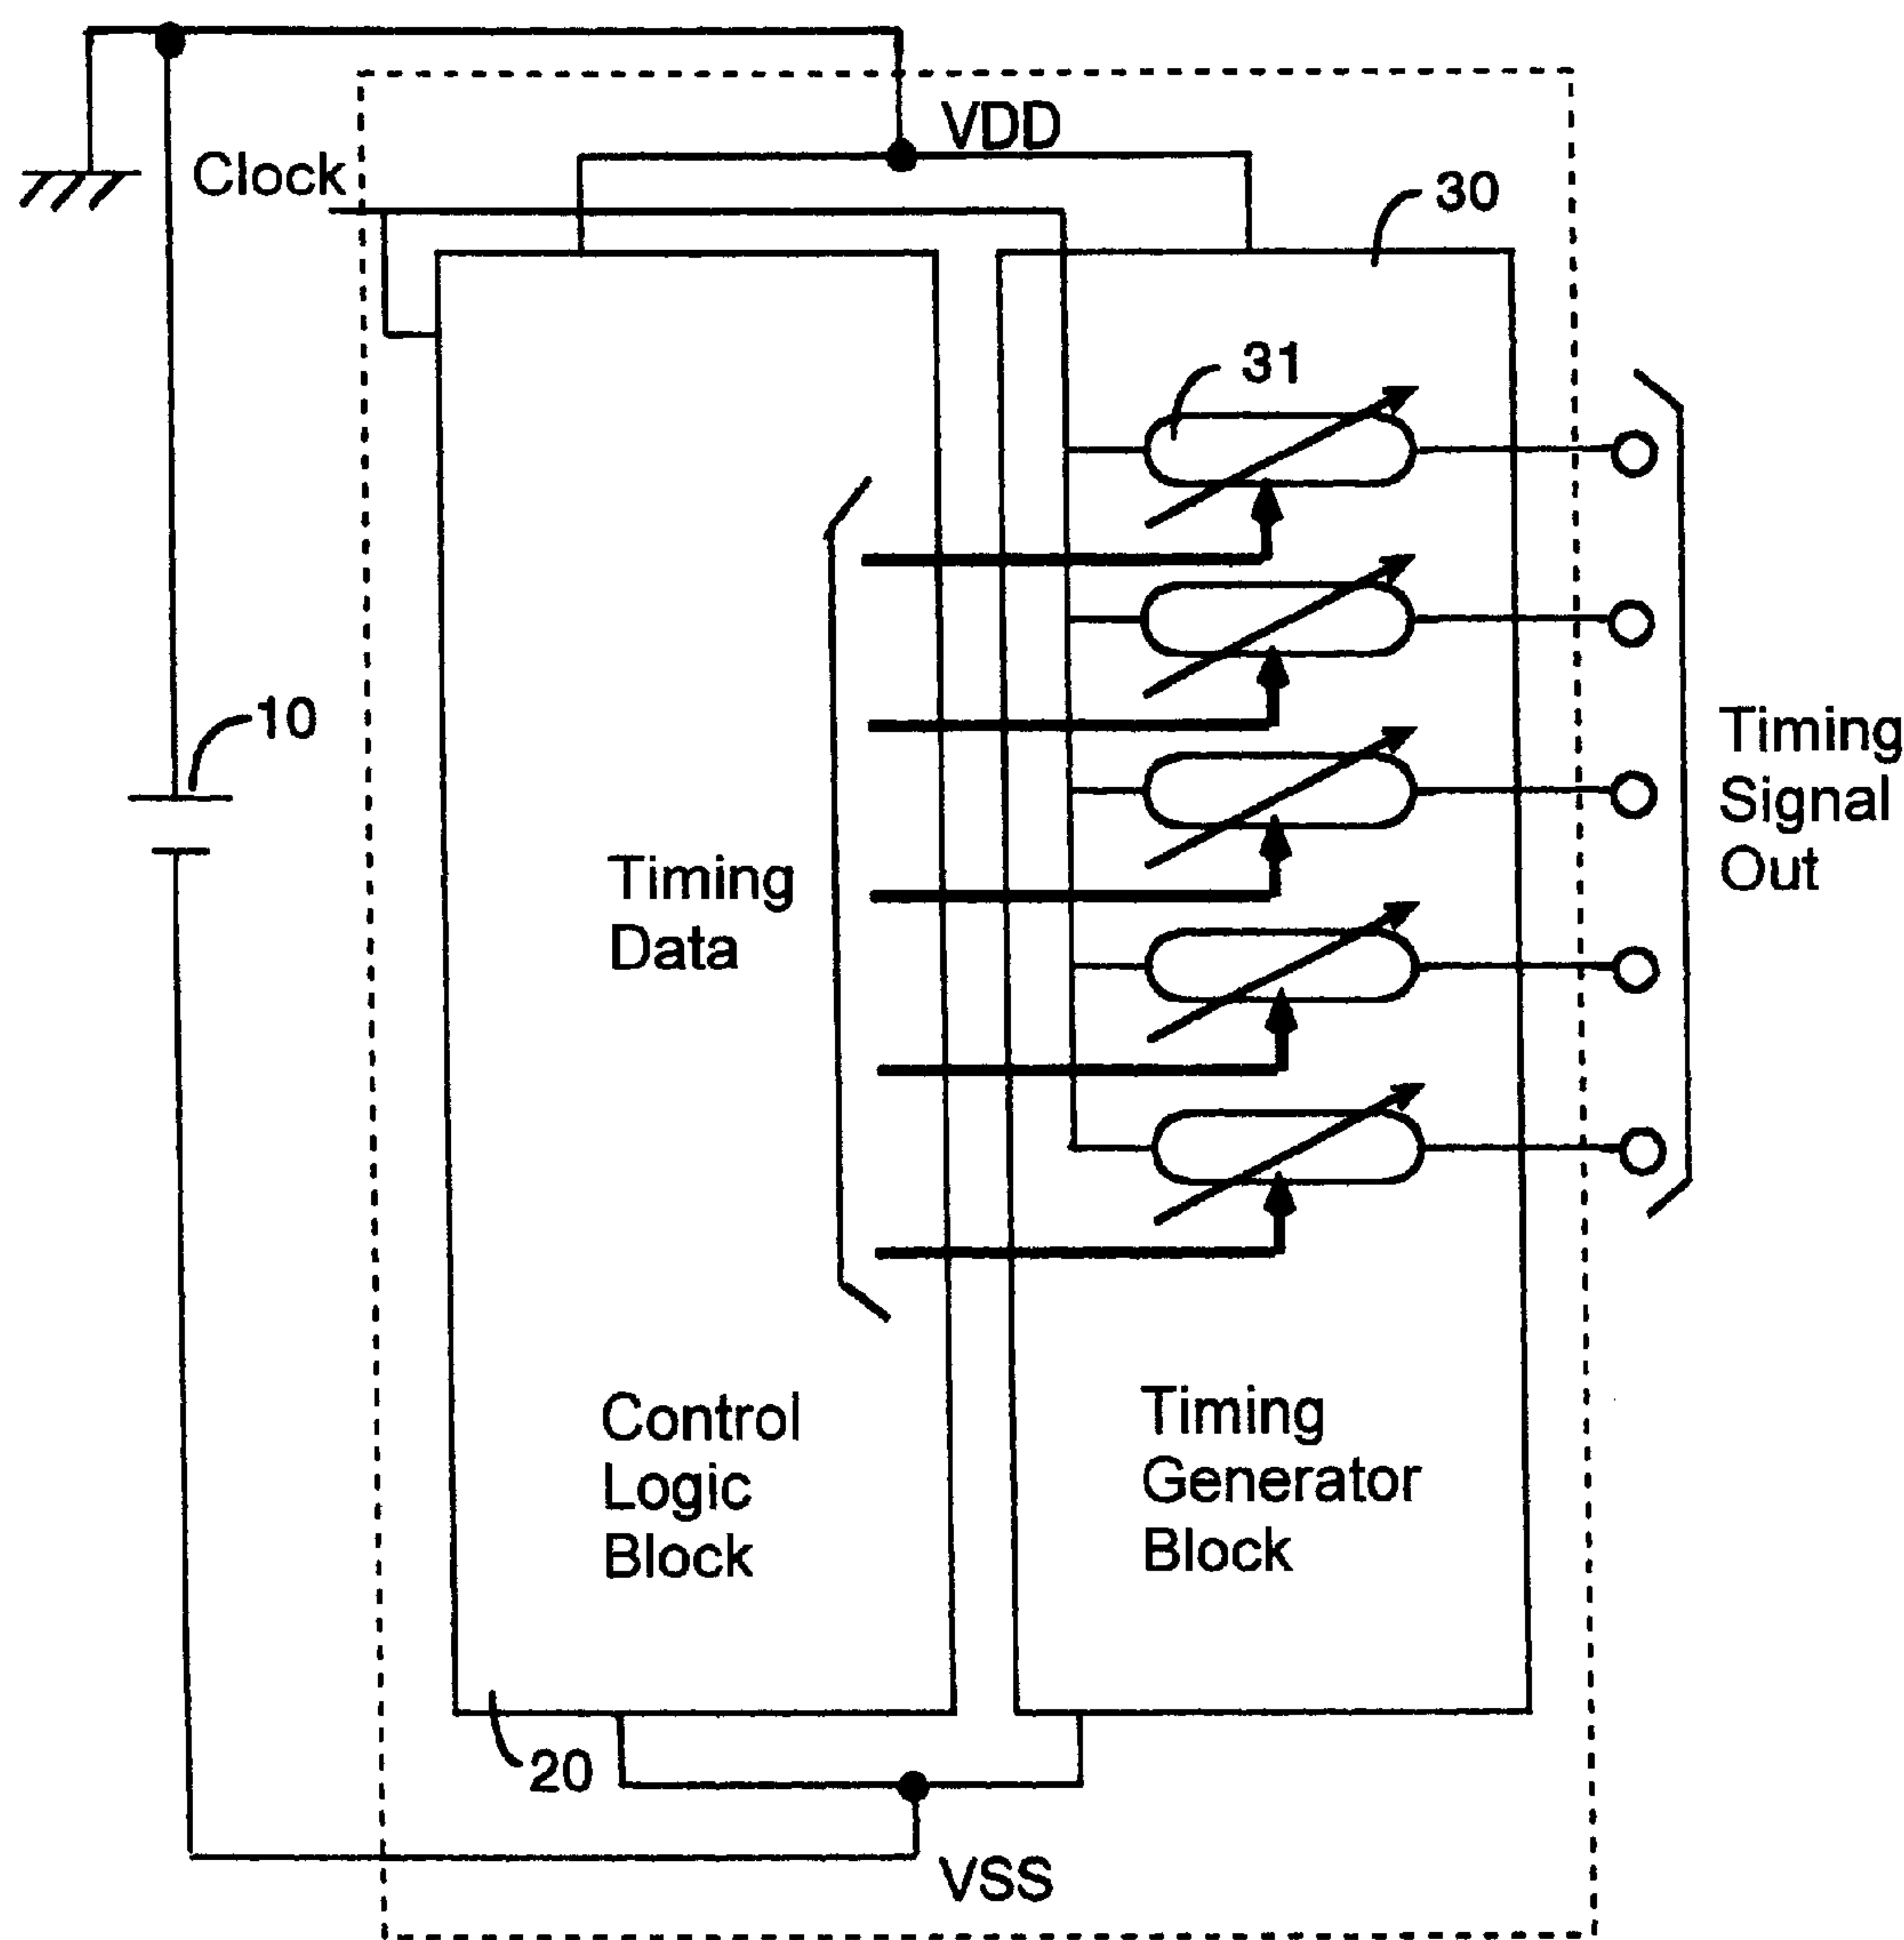 VDD
Clock
30
31
10
Timing
Data
Timing
Signal
Out
Control
Logic
Block
Timing
Generator
Block
20
VSS